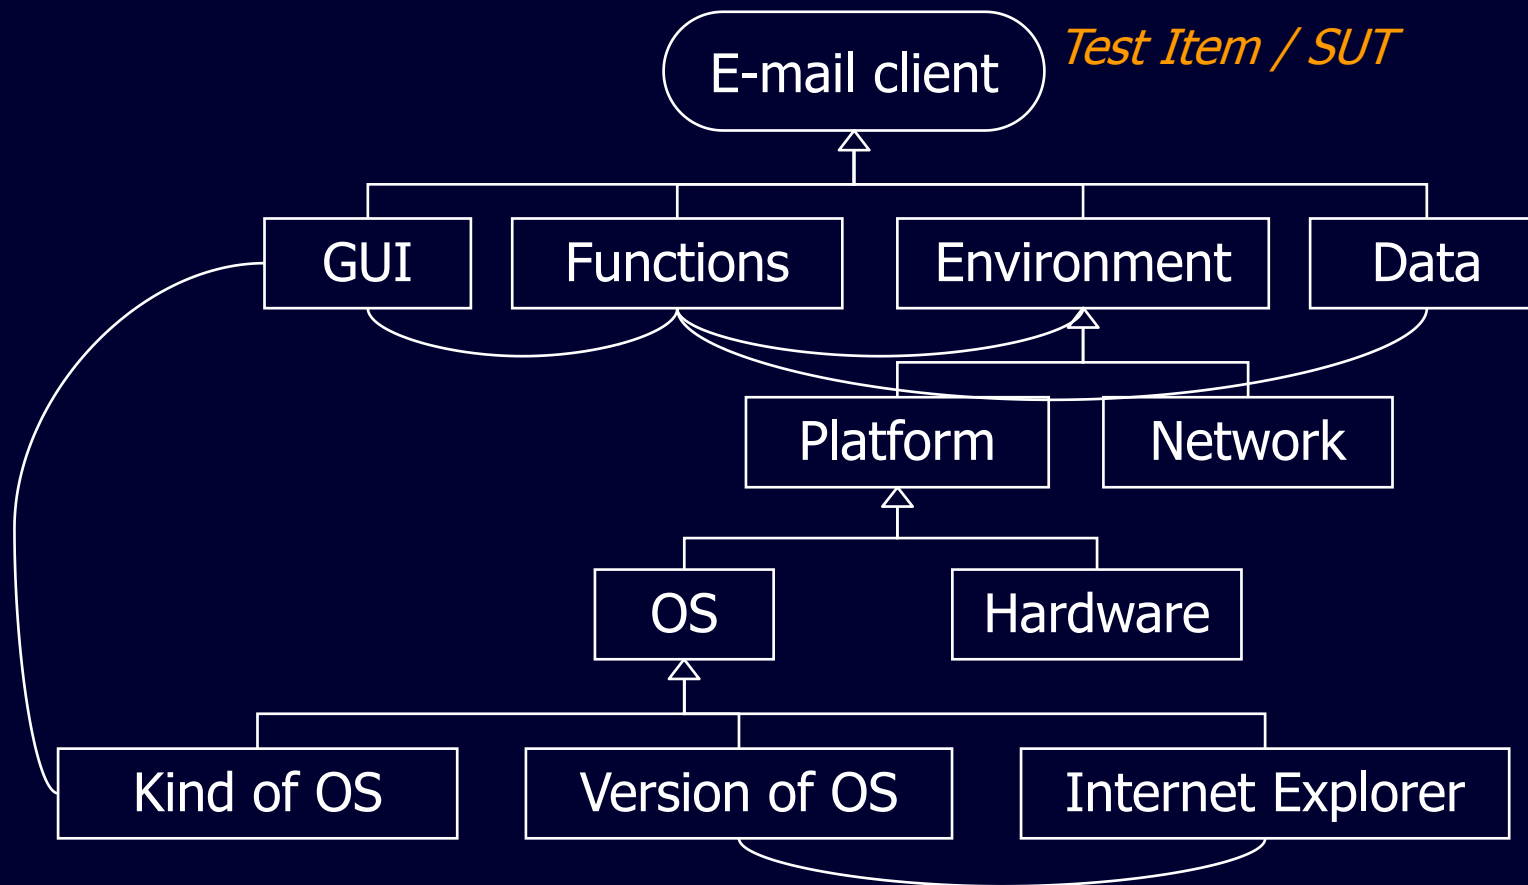 E-mail client
Test Item / SUT
GUI
Functions
Environment
Data
Platform
Network
OS
Hardware
Kind of OS
Version of OS
Internet Explorer